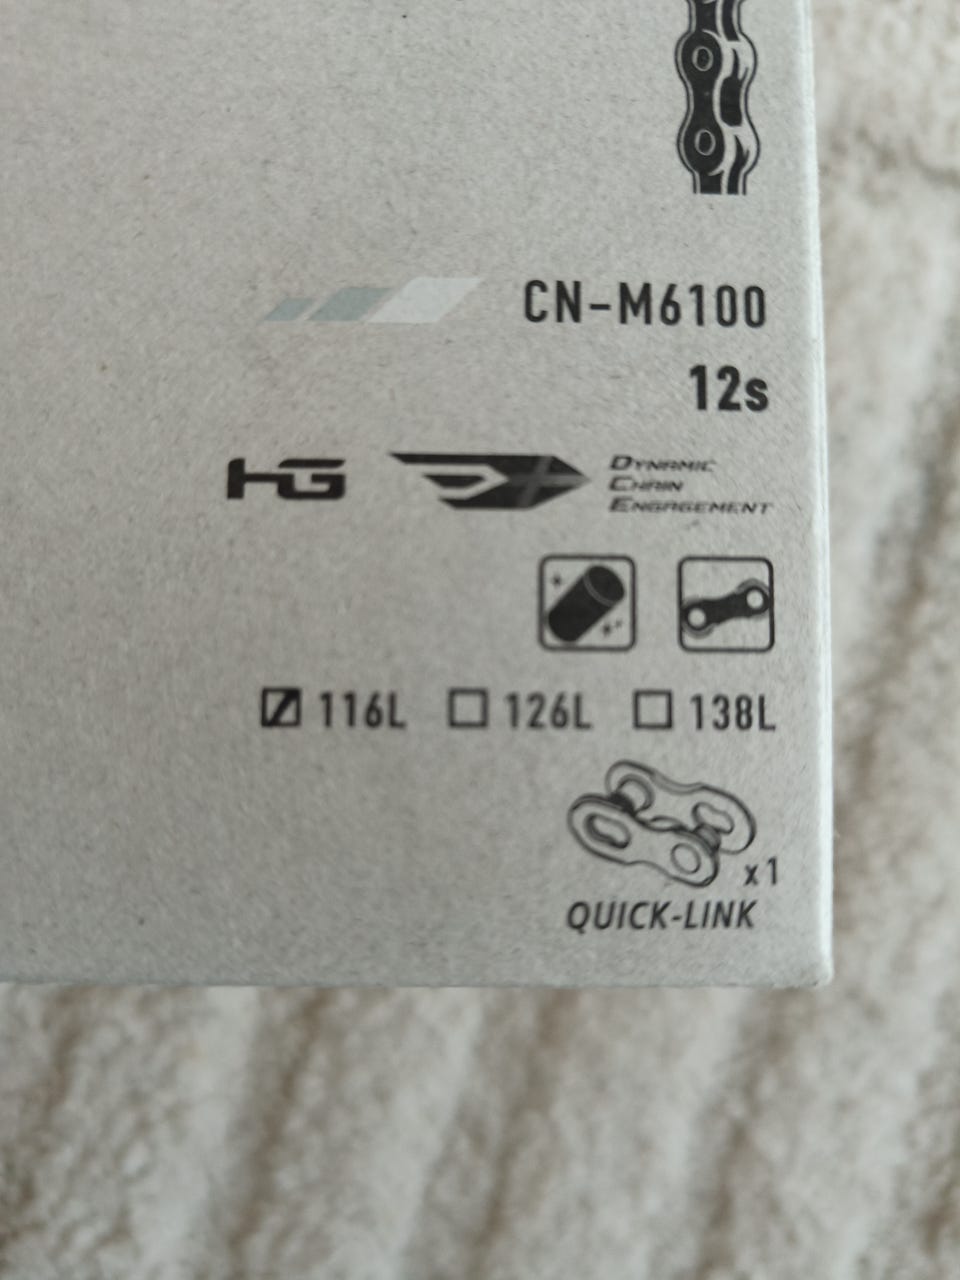 CN-M6100
12s
HG
DYNAMIC
CHAIN
ENGAGEMENT
116L 126L 138L
x1
QUICK-LINK